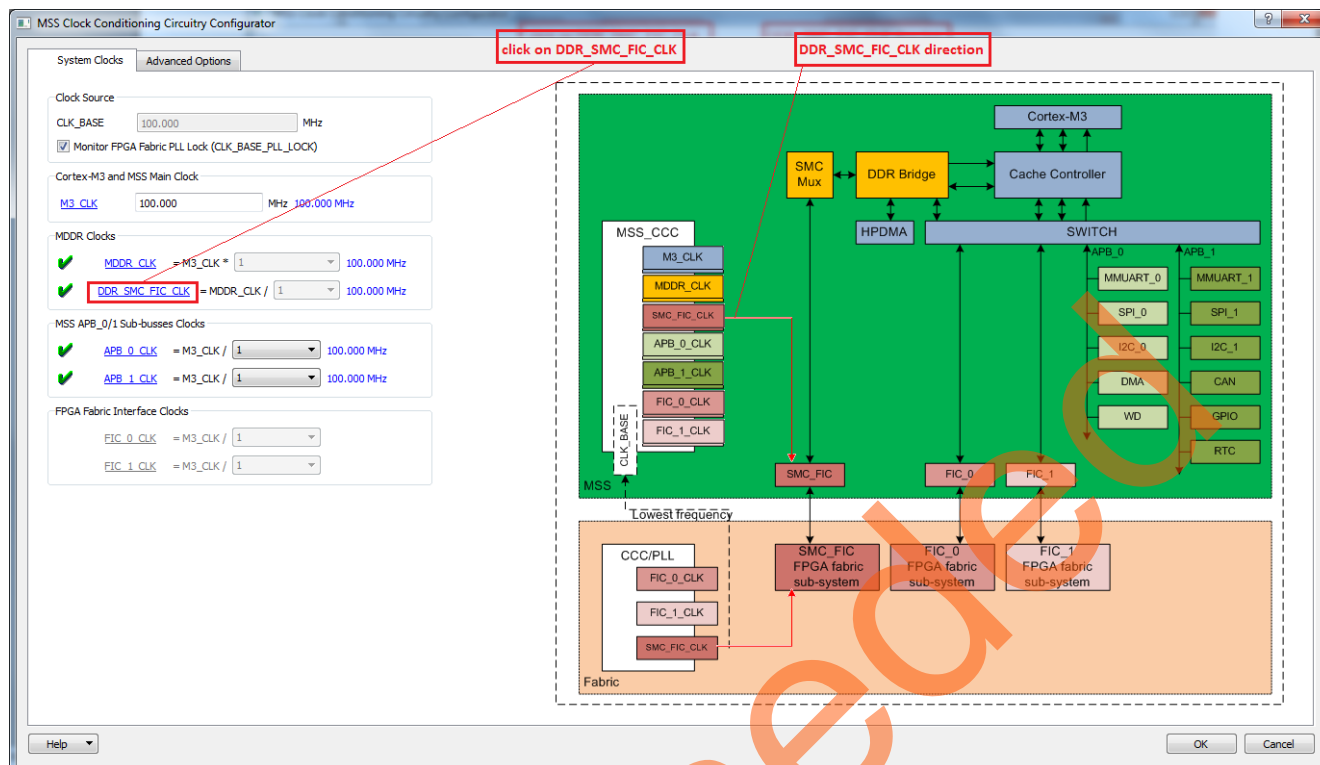 MSS Clock Conditioning Circuitry Configurator
click on DDR_SMC_FIC_CLK
DDR_SMC_FIC_CLK direction
System Clocks
Advanced Options
Clock Source
CLK_BASE 100.000 MHz
Monitor FPGA Fabric PLL Lock (CLK_BASE_PLL_LOCK)
Cortex-M3 and MSS Main Clock
M3_CLK 100.000 MHz 100.000 MHz
MDDR Clocks
MDDR_CLK = M3_CLK * 1 100.000 MHz
DDR_SMC_FIC_CLK = MDDR_CLK / 1 100.000 MHz
MSS APB_0/1 Sub-busses Clocks
APB_0_CLK = M3_CLK / 1 100.000 MHz
APB_1_CLK = M3_CLK / 1 100.000 MHz
FPGA Fabric Interface Clocks
FIC_0_CLK = M3_CLK / 1
FIC_1_CLK = M3_CLK / 1
Cortex-M3
SMC
Mux
DDR Bridge
Cache Controller
HPDMA
SWITCH
MSS_CCC
M3_CLK
MDDR_CLK
SMC_FIC_CLK
APB_0_CLK
APB_1_CLK
FIC_0_CLK
FIC_1_CLK
CLK_BASE
APB_0
APB_1
MMUART_0
MMUART_1
SPI_0
SPI_1
I2C_0
I2C_1
DMA
CAN
WD
GPIO
RTC
SMC_FIC
FIC_0
FIC_1
MSS
Lowest frequency
CCC/PLL
FIC_0_CLK
FIC_1_CLK
SMC_FIC_CLK
SMC_FIC
FPGA fabric
sub-system
FIC_0
FPGA fabric
sub-system
FIC_1
FPGA fabric
sub-system
Fabric
Help
OK
Cancel
eded